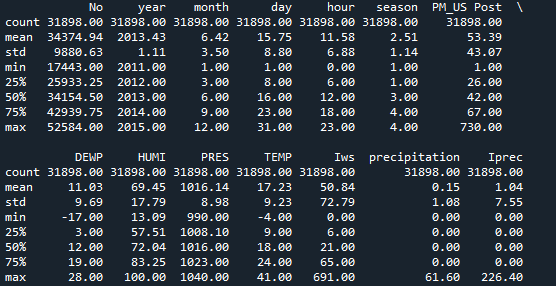 No year month day hour season PM_US Post \
count 31898.00 31898.00 31898.00 31898.00 31898.00 31898.00 31898.00
mean 34374.94 2013.43 6.42 15.75 11.58 2.51 53.39
std 9880.63 1.11 3.50 8.80 6.88 1.14 43.07
min 17443.00 2011.00 1.00 1.00 0.00 1.00 1.00
25% 25933.25 2012.00 3.00 8.00 6.00 1.00 26.00
50% 34154.50 2013.00 6.00 16.00 12.00 3.00 42.00
75% 42939.75 2014.00 9.00 23.00 18.00 4.00 67.00
max 52584.00 2015.00 12.00 31.00 23.00 4.00 730.00
DEWP HUMI PRES TEMP Iws precipitation Iprec
count 31898.00 31898.00 31898.00 31898.00 31898.00 31898.00 31898.00
mean 11.03 69.45 1016.14 17.23 50.84 0.15 1.04
std 9.69 17.79 8.98 9.23 72.79 1.08 7.55
min -17.00 13.09 990.00 -4.00 0.00 0.00 0.00
25% 3.00 57.51 1008.10 9.00 6.00 0.00 0.00
50% 12.00 72.04 1016.00 18.00 21.00 0.00 0.00
75% 19.00 83.25 1023.00 24.00 65.00 0.00 0.00
max 28.00 100.00 1040.00 41.00 691.00 61.60 226.40